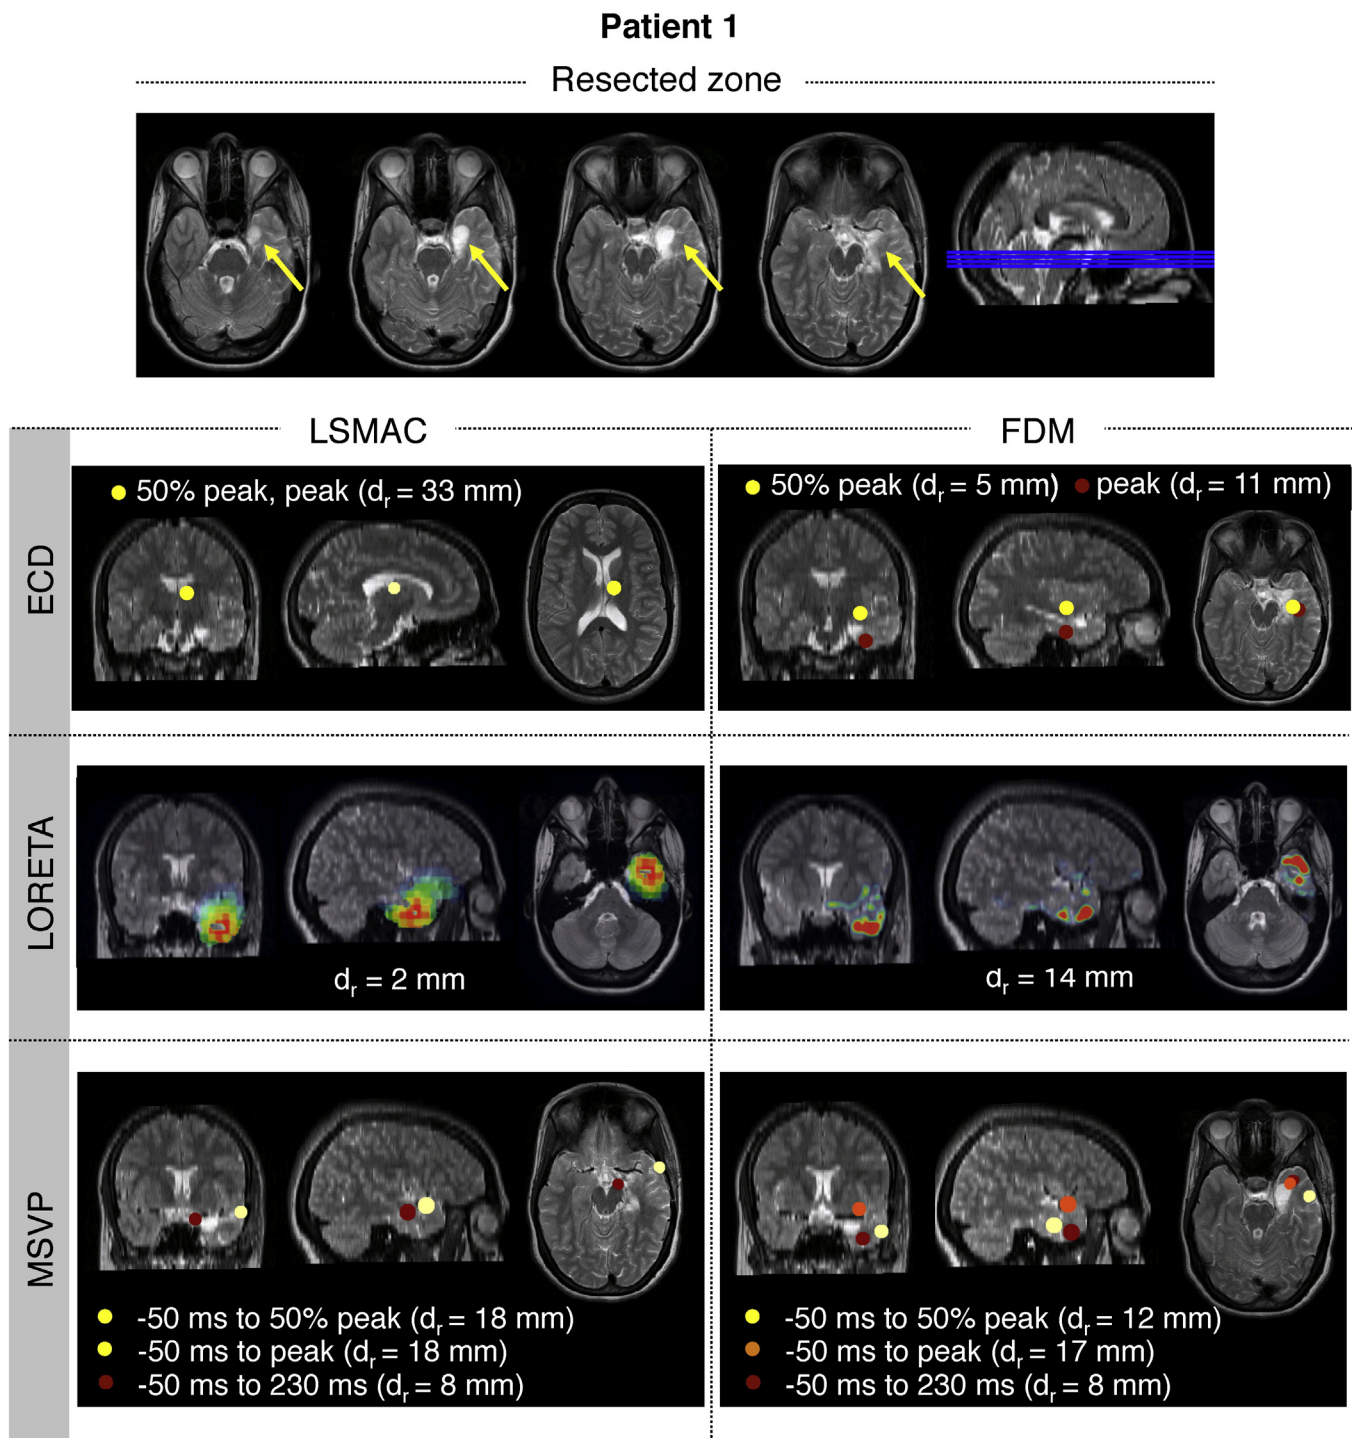 Patient 1
Resected zone
LSMAC
FDM
ECD
50% peak, peak (dr = 33 mm)
50% peak (dr = 5 mm) peak (dr = 11 mm)
LORETA
dr = 2 mm
dr = 14 mm
MSVP
-50 ms to 50% peak (dr = 18 mm)
-50 ms to peak (dr = 18 mm)
-50 ms to 230 ms (dr = 8 mm)
-50 ms to 50% peak (dr = 12 mm)
-50 ms to peak (dr = 17 mm)
-50 ms to 230 ms (dr = 8 mm)